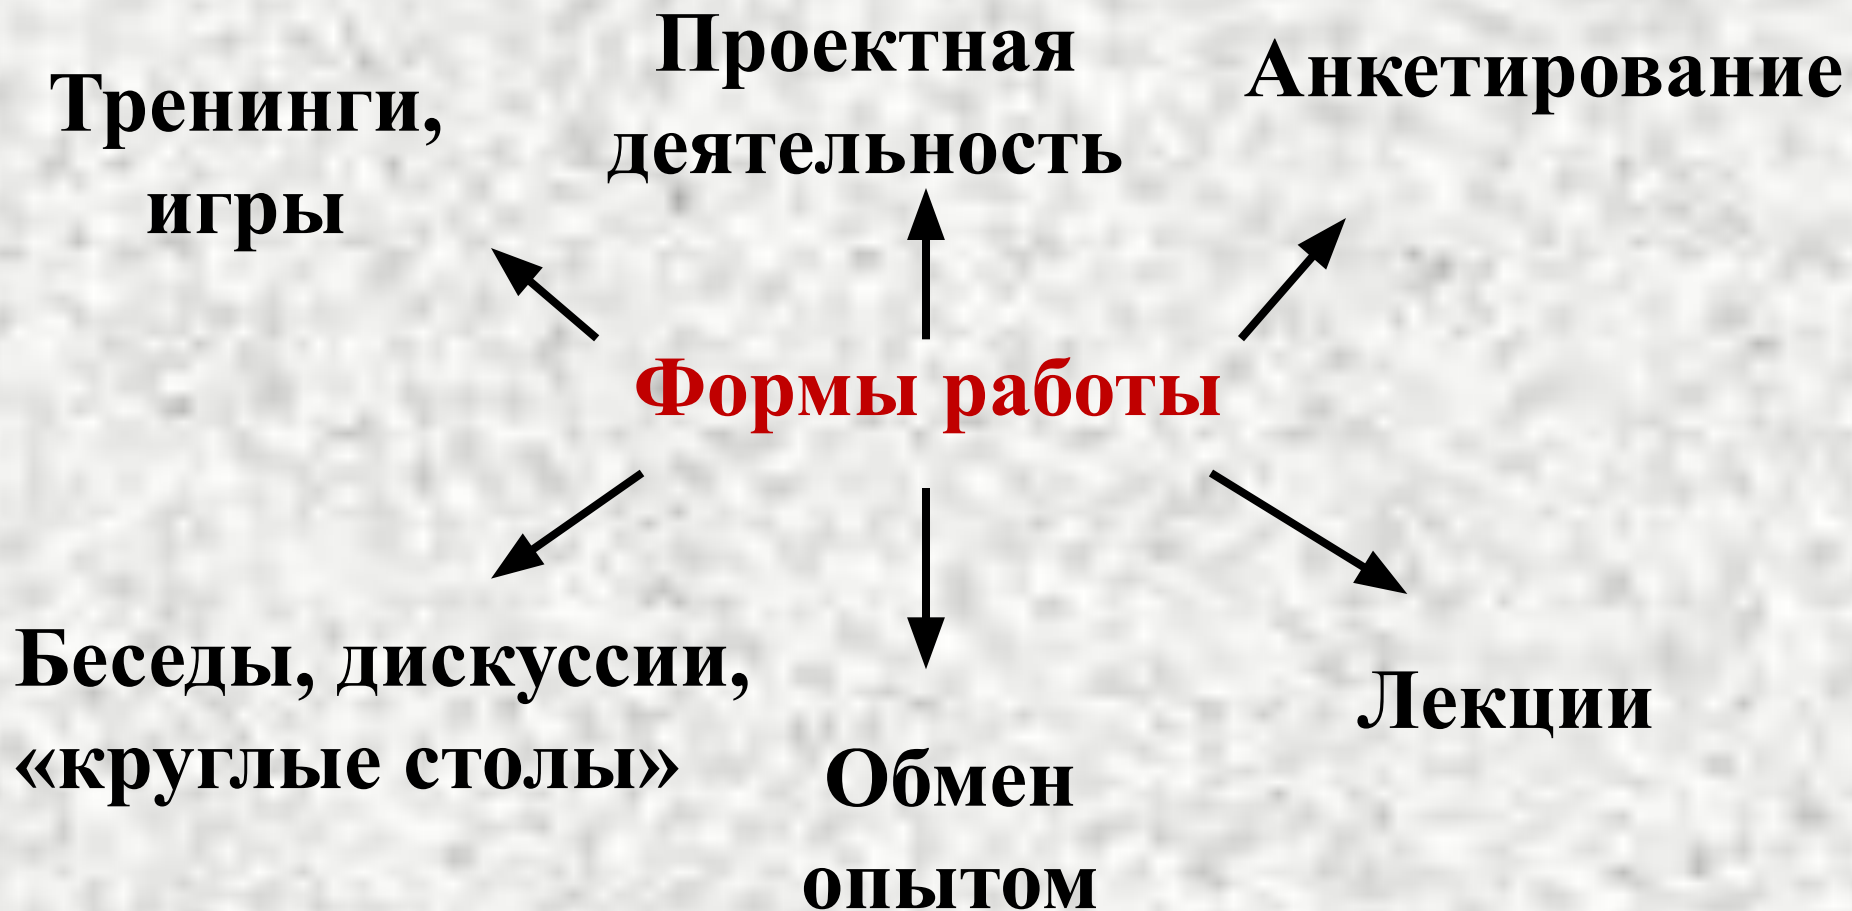 Проектная
деятельность
Тренинги,
игры
Анкетирование
Формы работы
Беседы, дискуссии,
«круглые столы»
Обмен
опытом
Лекции